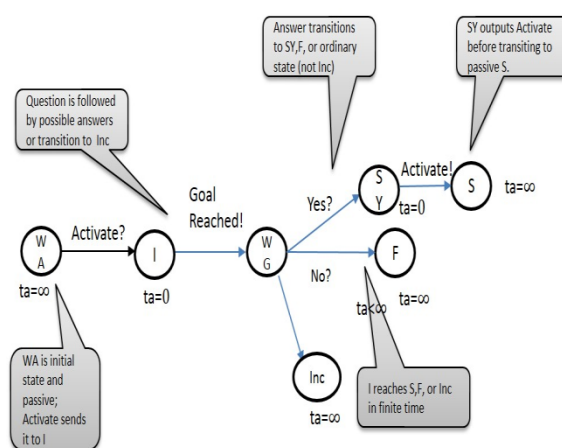 Answer transitions
to SY,F, or ordinary
state (not Inc)
SY outputs Activate
before transiting to
passive S.
Question is followed
by possible answers
or transition to Inc
Goal
Reached!
Activate?
Yes?
No?
Activate!
W
A
ta=∞
I
ta=0
W
G
S
Y
ta=0
S
ta=∞
F
ta=∞
ta<∞
Inc
ta=∞
WA is initial
state and
passive;
Activate sends
it to I
I reaches S,F, or Inc
in finite time